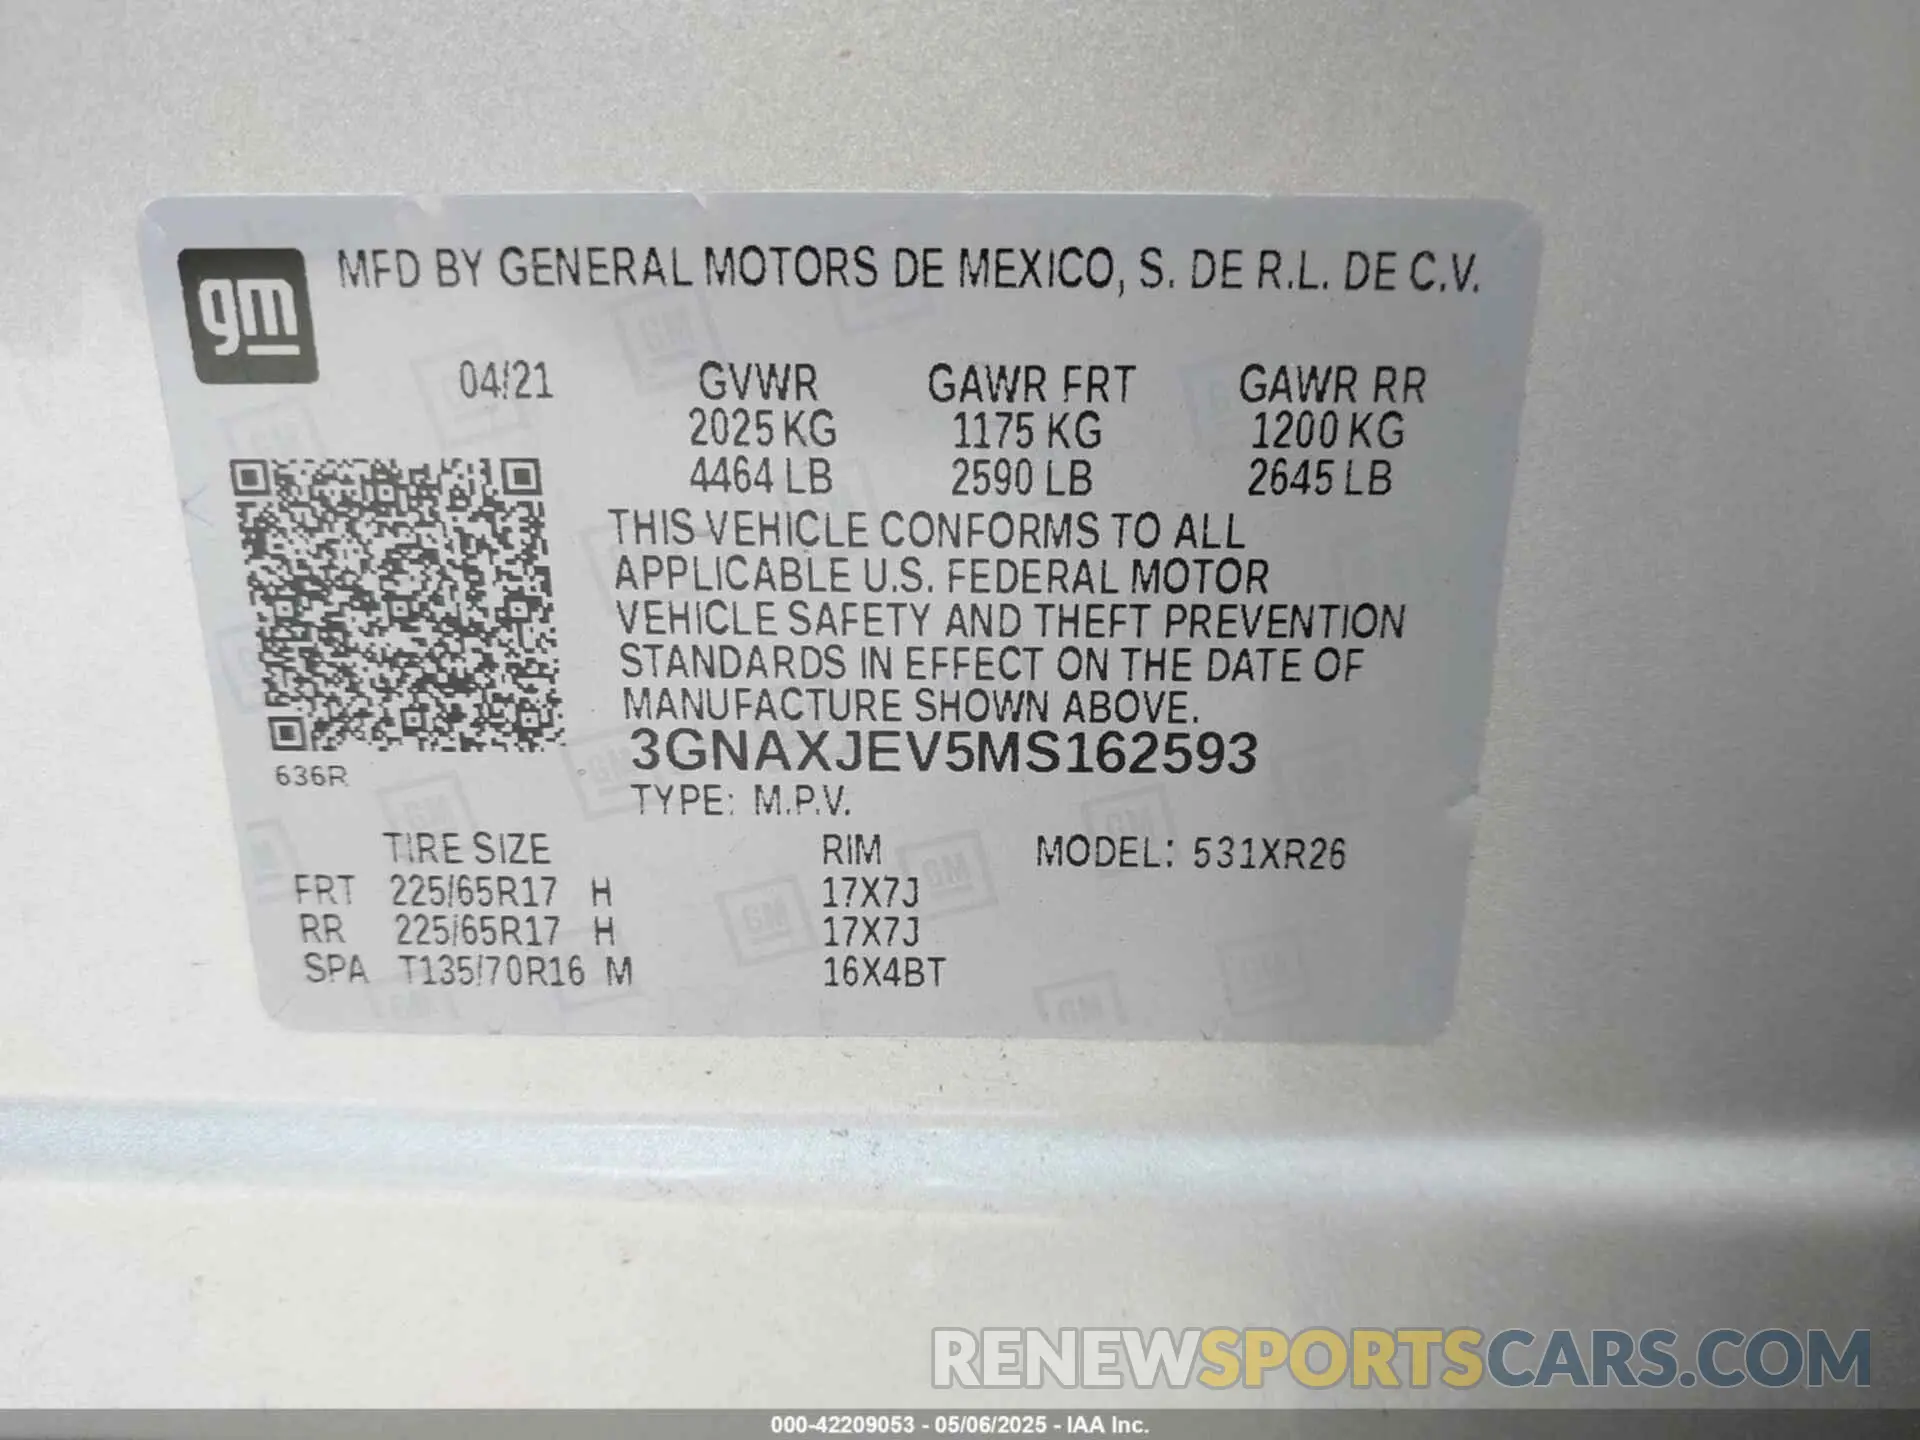 gm
MFD BY GENERAL MOTORS DE MEXICO, S. DE R.L. DE C.V.
04/21 GVWR GAWR FRT GAWR RR
2025 KG 1175 KG 1200 KG
4464 LB 2590 LB 2645 LB
THIS VEHICLE CONFORMS TO ALL
APPLICABLE U.S. FEDERAL MOTOR
VEHICLE SAFETY AND THEFT PREVENTION
STANDARDS IN EFFECT ON THE DATE OF
MANUFACTURE SHOWN ABOVE.
3GNAXJEV5MS162593
636R
TYPE: M.P.V.
TIRE SIZE RIM MODEL: 531XR26
FRT 225/65R17 H 17X7J
RR 225/65R17 H 17X7J
SPA T135/70R16 M 16X4BT
RENEWSPORTSCARS.COM
000-42209053 - 05/06/2025 - IAA Inc.